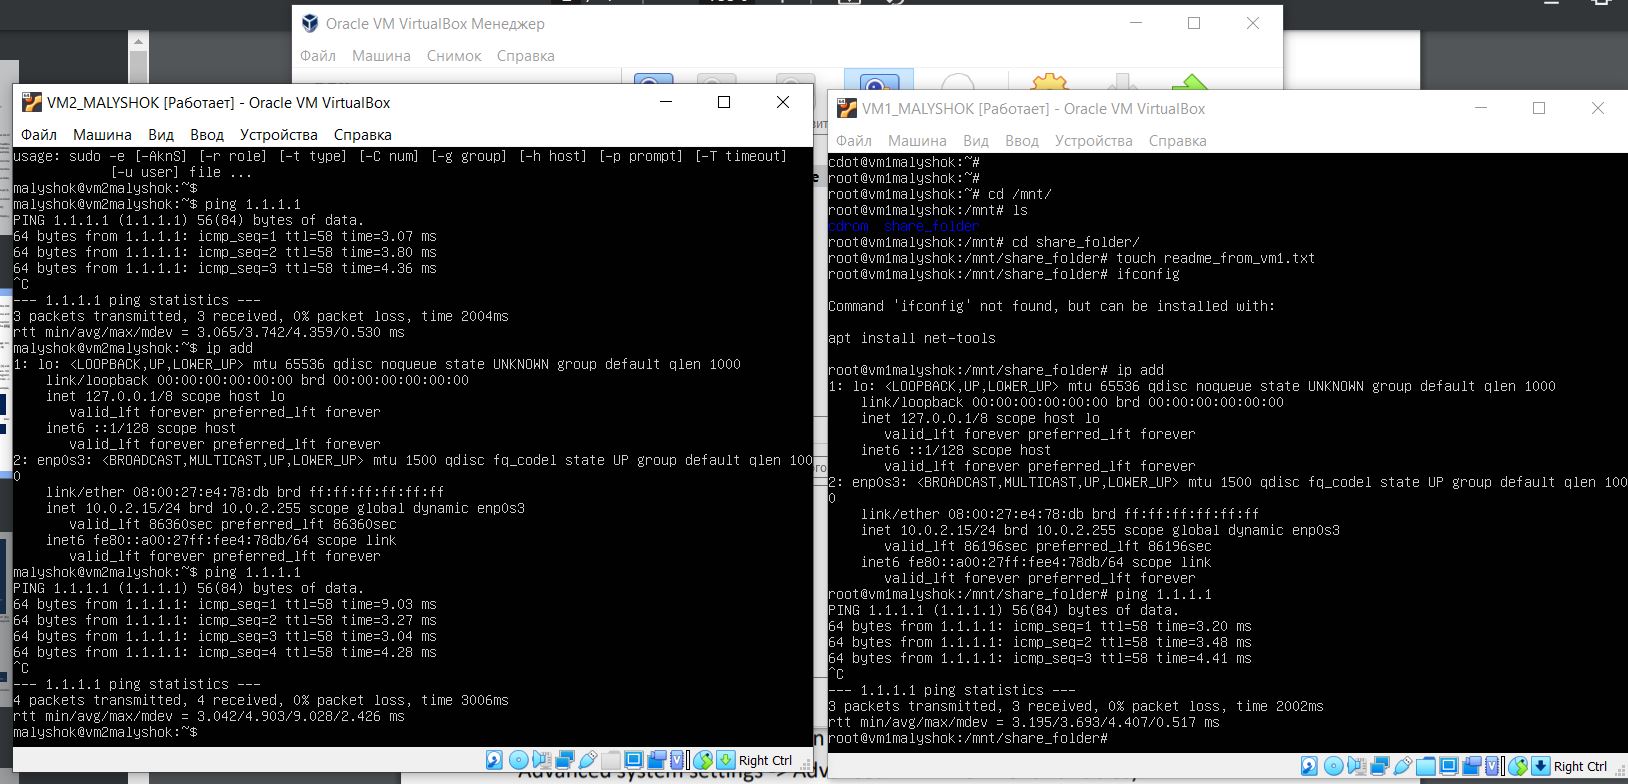 Oracle VM VirtualBox Менеджер
Файл Машина Снимок Справка
VM2_MALYSHOK [Работает] - Oracle VM VirtualBox
Файл Машина Вид Ввод Устройства Справка
usage: sudo -e [-AknS] [-r role] [-t type] [-C num] [-g group] [-h host] [-p prompt] [-T timeout]
[-u user] file ...
malyshok@vm2malyshok:~$
malyshok@vm2malyshok:~$ ping 1.1.1.1
PING 1.1.1.1 (1.1.1.1) 56(84) bytes of data.
64 bytes from 1.1.1.1: icmp_seq=1 ttl=58 time=3.07 ms
64 bytes from 1.1.1.1: icmp_seq=2 ttl=58 time=3.80 ms
64 bytes from 1.1.1.1: icmp_seq=3 ttl=58 time=4.36 ms
^C
--- 1.1.1.1 ping statistics ---
3 packets transmitted, 3 received, 0% packet loss, time 2004ms
rtt min/avg/max/mdev = 3.065/3.742/4.359/0.530 ms
malyshok@vm2malyshok:~$ ip add
1: lo: <LOOPBACK,UP,LOWER_UP> mtu 65536 qdisc noqueue state UNKNOWN group default qlen 1000
link/loopback 00:00:00:00:00:00 brd 00:00:00:00:00:00
inet 127.0.0.1/8 scope host lo
valid_lft forever preferred_lft forever
inet6 ::1/128 scope host
valid_lft forever preferred_lft forever
2: enp0s3: <BROADCAST,MULTICAST,UP,LOWER_UP> mtu 1500 qdisc fq_codel state UP group default qlen 100
0
link/ether 08:00:27:e4:78:db brd ff:ff:ff:ff:ff:ff
inet 10.0.2.15/24 brd 10.0.2.255 scope global dynamic enp0s3
valid_lft 86360sec preferred_lft 86360sec
inet6 fe80::a00:27ff:fee4:78db/64 scope link
valid_lft forever preferred_lft forever
malyshok@vm2malyshok:~$ ping 1.1.1.1
PING 1.1.1.1 (1.1.1.1) 56(84) bytes of data.
64 bytes from 1.1.1.1: icmp_seq=1 ttl=58 time=9.03 ms
64 bytes from 1.1.1.1: icmp_seq=2 ttl=58 time=3.27 ms
64 bytes from 1.1.1.1: icmp_seq=3 ttl=58 time=3.04 ms
64 bytes from 1.1.1.1: icmp_seq=4 ttl=58 time=4.28 ms
^C
--- 1.1.1.1 ping statistics ---
4 packets transmitted, 4 received, 0% packet loss, time 3006ms
rtt min/avg/max/mdev = 3.042/4.903/9.028/2.426 ms
malyshok@vm2malyshok:~$
Right Ctrl
VM1_MALYSHOK [Работает] - Oracle VM VirtualBox
Файл Машина Вид Ввод Устройства Справка
cdot@vm1malyshok:~#
root@vm1malyshok:~#
root@vm1malyshok:~# cd /mnt/
root@vm1malyshok:/mnt# ls
cdrom share_folder
root@vm1malyshok:/mnt# cd share_folder/
root@vm1malyshok:/mnt/share_folder# touch readme_from_vm1.txt
root@vm1malyshok:/mnt/share_folder# ifconfig
Command 'ifconfig' not found, but can be installed with:
apt install net-tools
root@vm1malyshok:/mnt/share_folder# ip add
1: lo: <LOOPBACK,UP,LOWER_UP> mtu 65536 qdisc noqueue state UNKNOWN group default qlen 1000
link/loopback 00:00:00:00:00:00 brd 00:00:00:00:00:00
inet 127.0.0.1/8 scope host lo
valid_lft forever preferred_lft forever
inet6 ::1/128 scope host
valid_lft forever preferred_lft forever
2: enp0s3: <BROADCAST,MULTICAST,UP,LOWER_UP> mtu 1500 qdisc fq_codel state UP group default qlen 100
0
link/ether 08:00:27:e4:78:db brd ff:ff:ff:ff:ff:ff
inet 10.0.2.15/24 brd 10.0.2.255 scope global dynamic enp0s3
valid_lft 86196sec preferred_lft 86196sec
inet6 fe80::a00:27ff:fee4:78db/64 scope link
valid_lft forever preferred_lft forever
root@vm1malyshok:/mnt/share_folder# ping 1.1.1.1
PING 1.1.1.1 (1.1.1.1) 56(84) bytes of data.
64 bytes from 1.1.1.1: icmp_seq=1 ttl=58 time=3.20 ms
64 bytes from 1.1.1.1: icmp_seq=2 ttl=58 time=3.48 ms
64 bytes from 1.1.1.1: icmp_seq=3 ttl=58 time=4.41 ms
^C
--- 1.1.1.1 ping statistics ---
3 packets transmitted, 3 received, 0% packet loss, time 2002ms
rtt min/avg/max/mdev = 3.195/3.693/4.407/0.517 ms
root@vm1malyshok:/mnt/share_folder#
Right Ctrl
Advanced system settings -> Adv